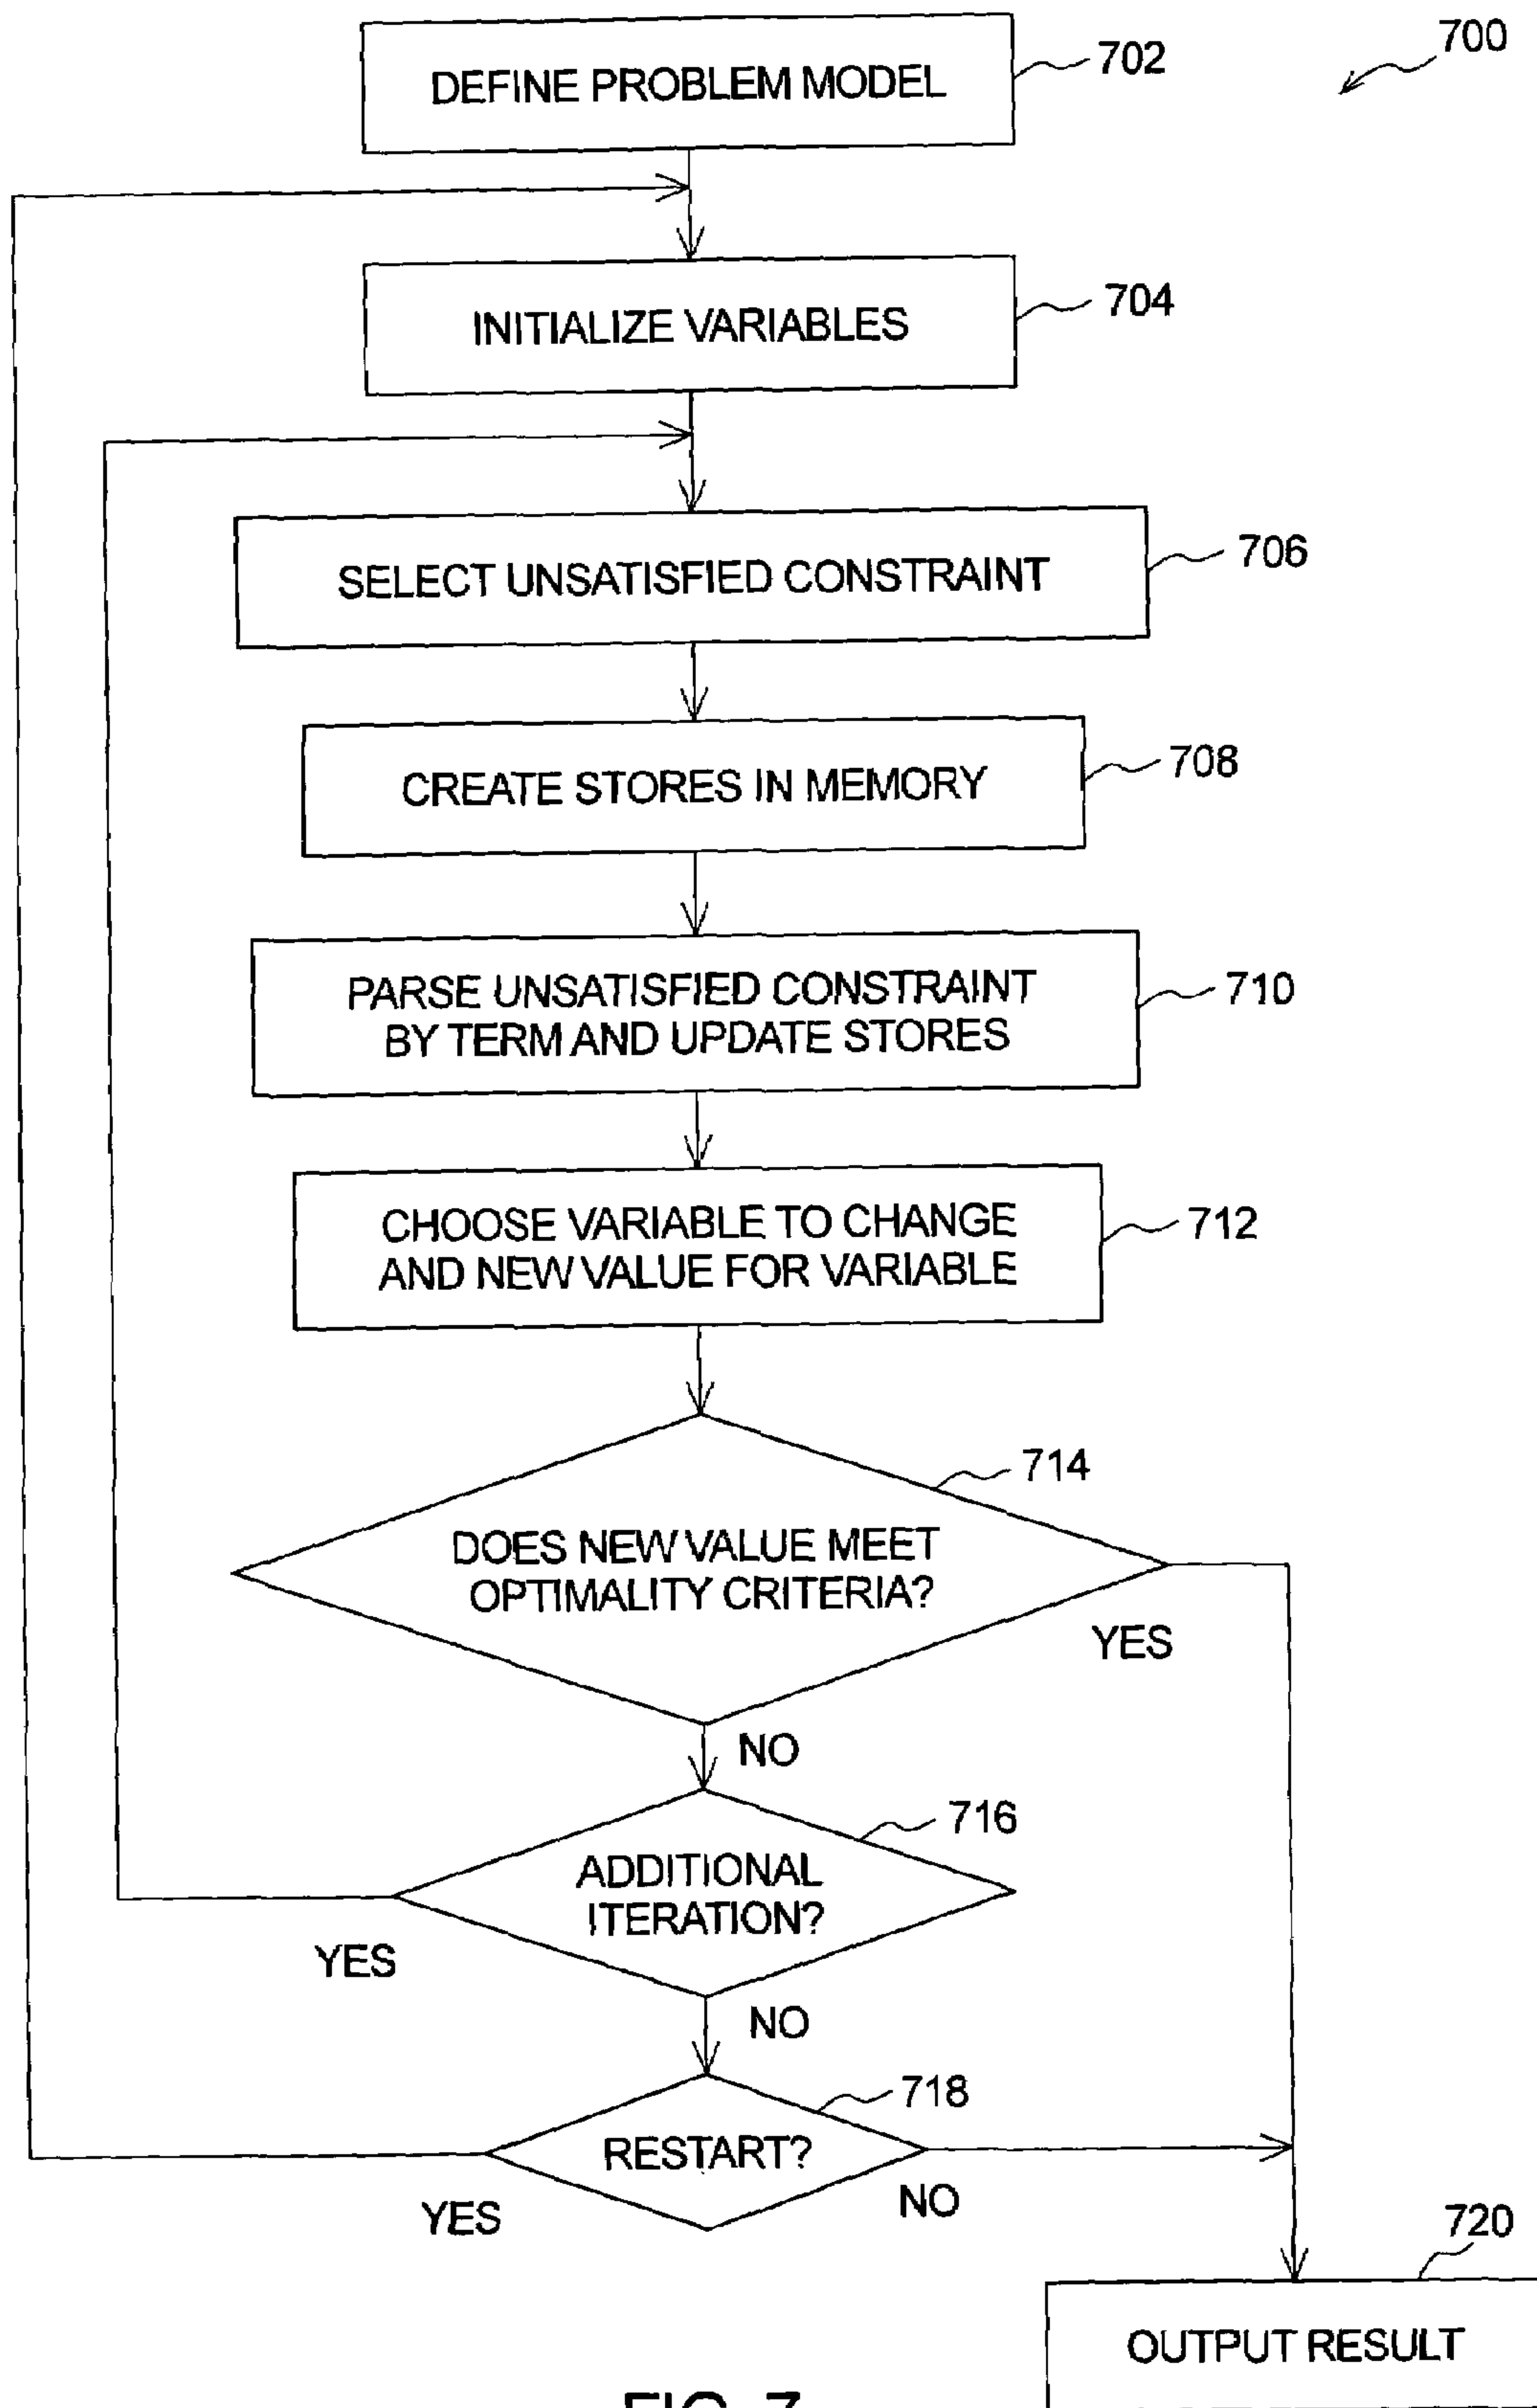 700
DEFINE PROBLEM MODEL
702
INITIALIZE VARIABLES
704
SELECT UNSATISFIED CONSTRAINT
706
CREATE STORES IN MEMORY
708
PARSE UNSATISFIED CONSTRAINT
BY TERM AND UPDATE STORES
710
CHOOSE VARIABLE TO CHANGE
AND NEW VALUE FOR VARIABLE
712
714
DOES NEW VALUE MEET
OPTIMALITY CRITERIA?
YES
NO
716
ADDITIONAL
ITERATION?
YES
NO
718
RESTART?
YES
NO
720
OUTPUT RESULT
FIG. 7